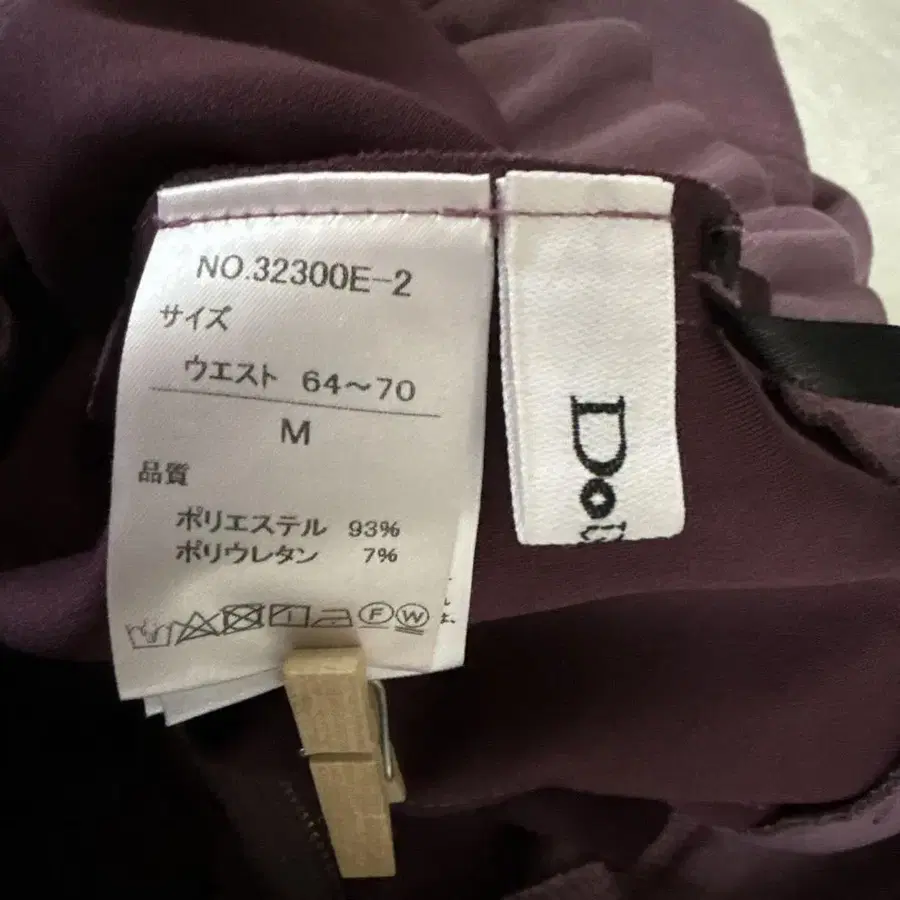 NO.32300E-2
サイズ
ウエスト 64～70
M
品質
ポリエステル 93%
ポリウレタン 7%
F W
Do